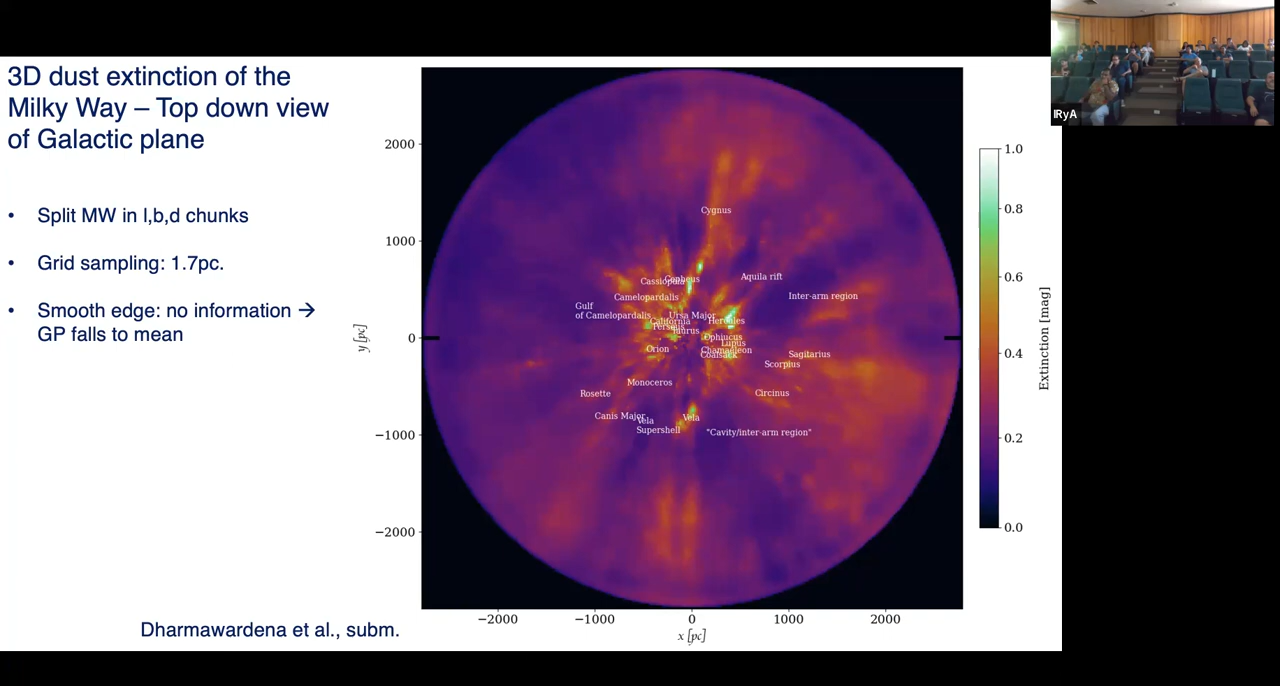 3D dust extinction of the
Milky Way – Top down view
of Galactic plane
• Split MW in l,b,d chunks
• Grid sampling: 1.7pc.
• Smooth edge: no information →
GP falls to mean
Dharmawardena et al., subm.
2000
1000
0
−1000
−2000
y [pc]
−2000
−1000
0
1000
2000
x [pc]
Cygnus
Cepheus
Cassiopeia
Aquila rift
Camelopardalis
Inter-arm region
Gulf
of Camelopardalis
Ursa Major
California
Hercules
Perseus
Taurus
Ophiucus
Lupus
Orion
Chamaeleon
Coalsack
Sagitarius
Scorpius
Monoceros
Rosette
Circinus
Canis Major
Vela
Supershell
Vela
"Cavity/inter-arm region"
1.0
0.8
0.6
0.4
0.2
0.0
Extinction [mag]
IRyA